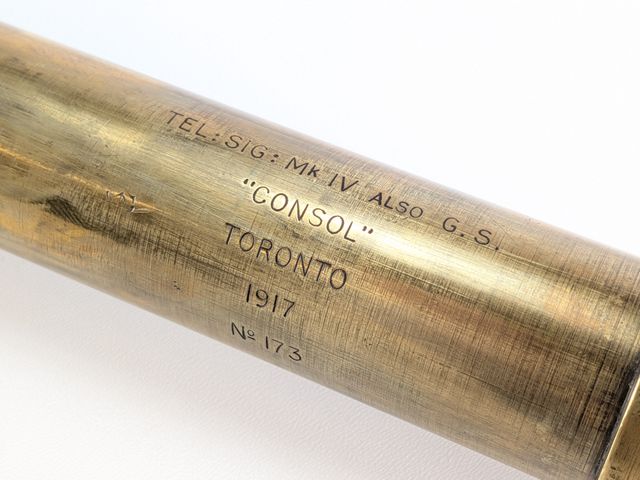 TEL: SIG: MK IV ALSO G.S.
"CONSOL"
TORONTO
1917
No 173